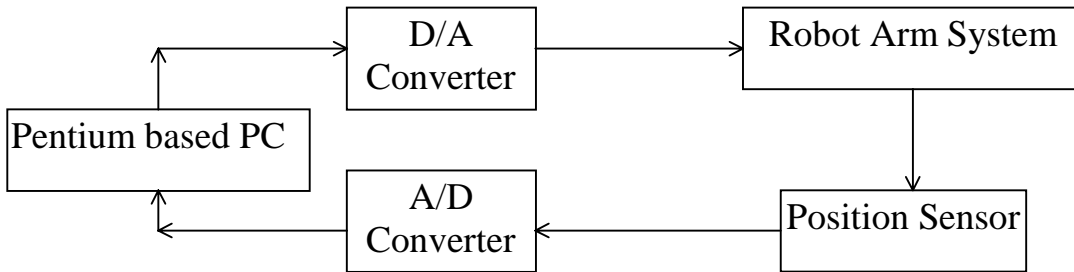 D/A
Converter
Robot Arm System
Pentium based PC
A/D
Converter
Position Sensor